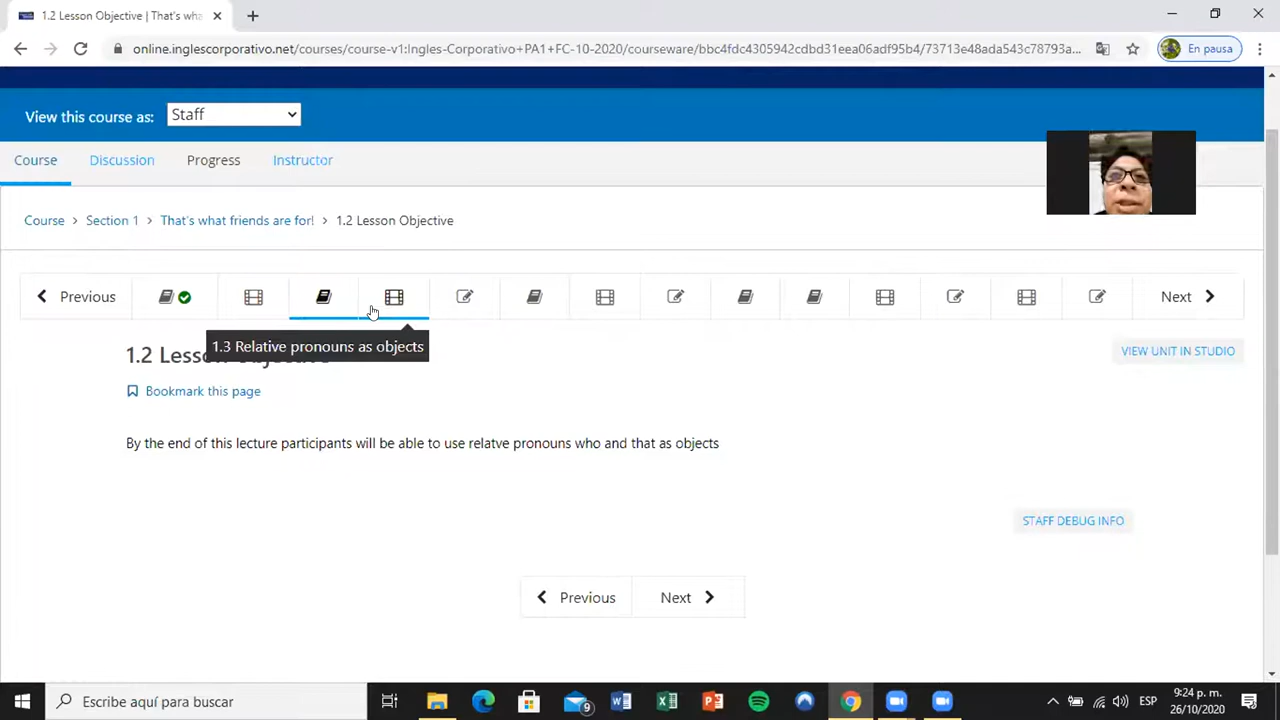 1.2 Lesson Objective | That's wha
online.inglescorporativo.net/courses/course-v1:Ingles-Corporativo+PA1+FC-10-2020/courseware/bbc4fdc4305942cdbd31eea06adf95b4/73713e48ada543c78793a...
En pausa
View this course as: Staff
Course Discussion Progress Instructor
Course > Section 1 > That's what friends are for! > 1.2 Lesson Objective
Previous Next
1.3 Relative pronouns as objects
1.2 Lesson
VIEW UNIT IN STUDIO
Bookmark this page
By the end of this lecture participants will be able to use relatve pronouns who and that as objects
STAFF DEBUG INFO
Previous Next
Escribe aquí para buscar
9
ESP
9:24 p. m.
26/10/2020